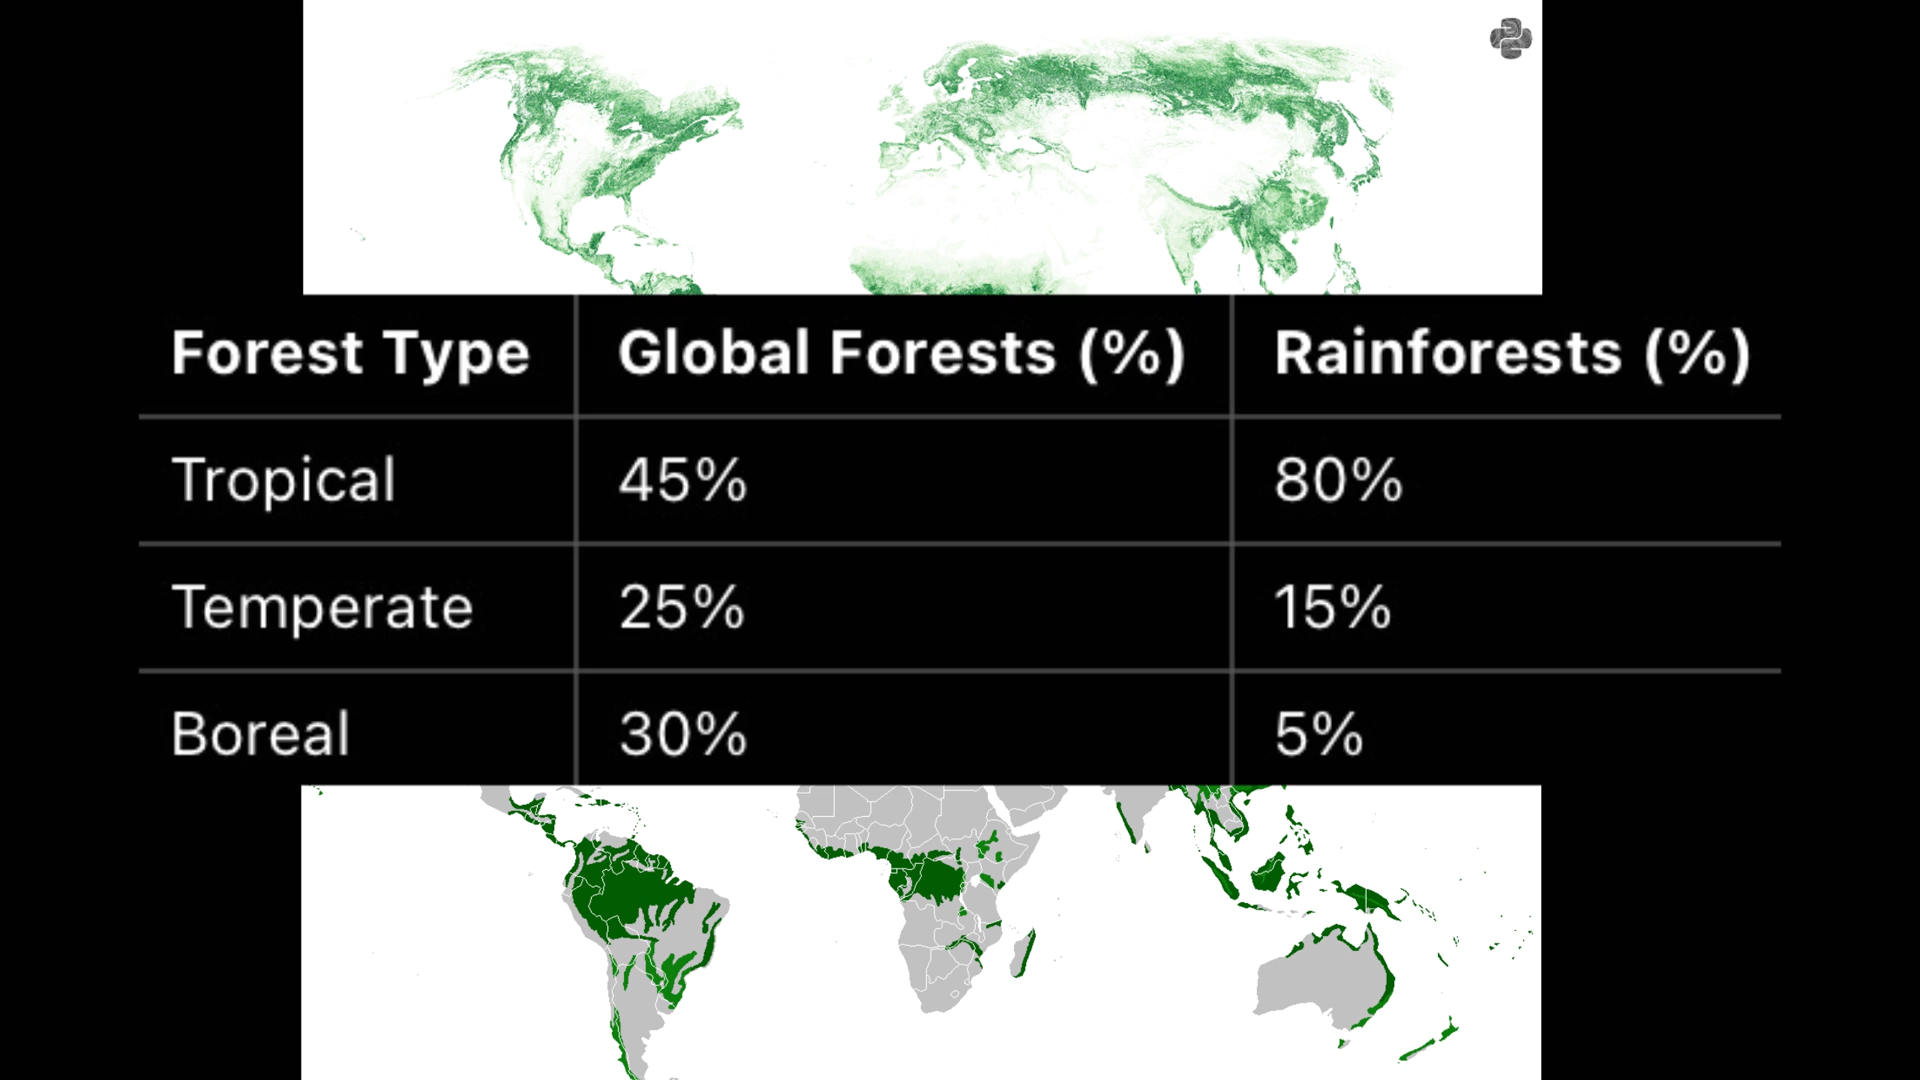 Forest Type Global Forests (%) Rainforests (%)
Tropical 45% 80%
Temperate 25% 15%
Boreal 30% 5%